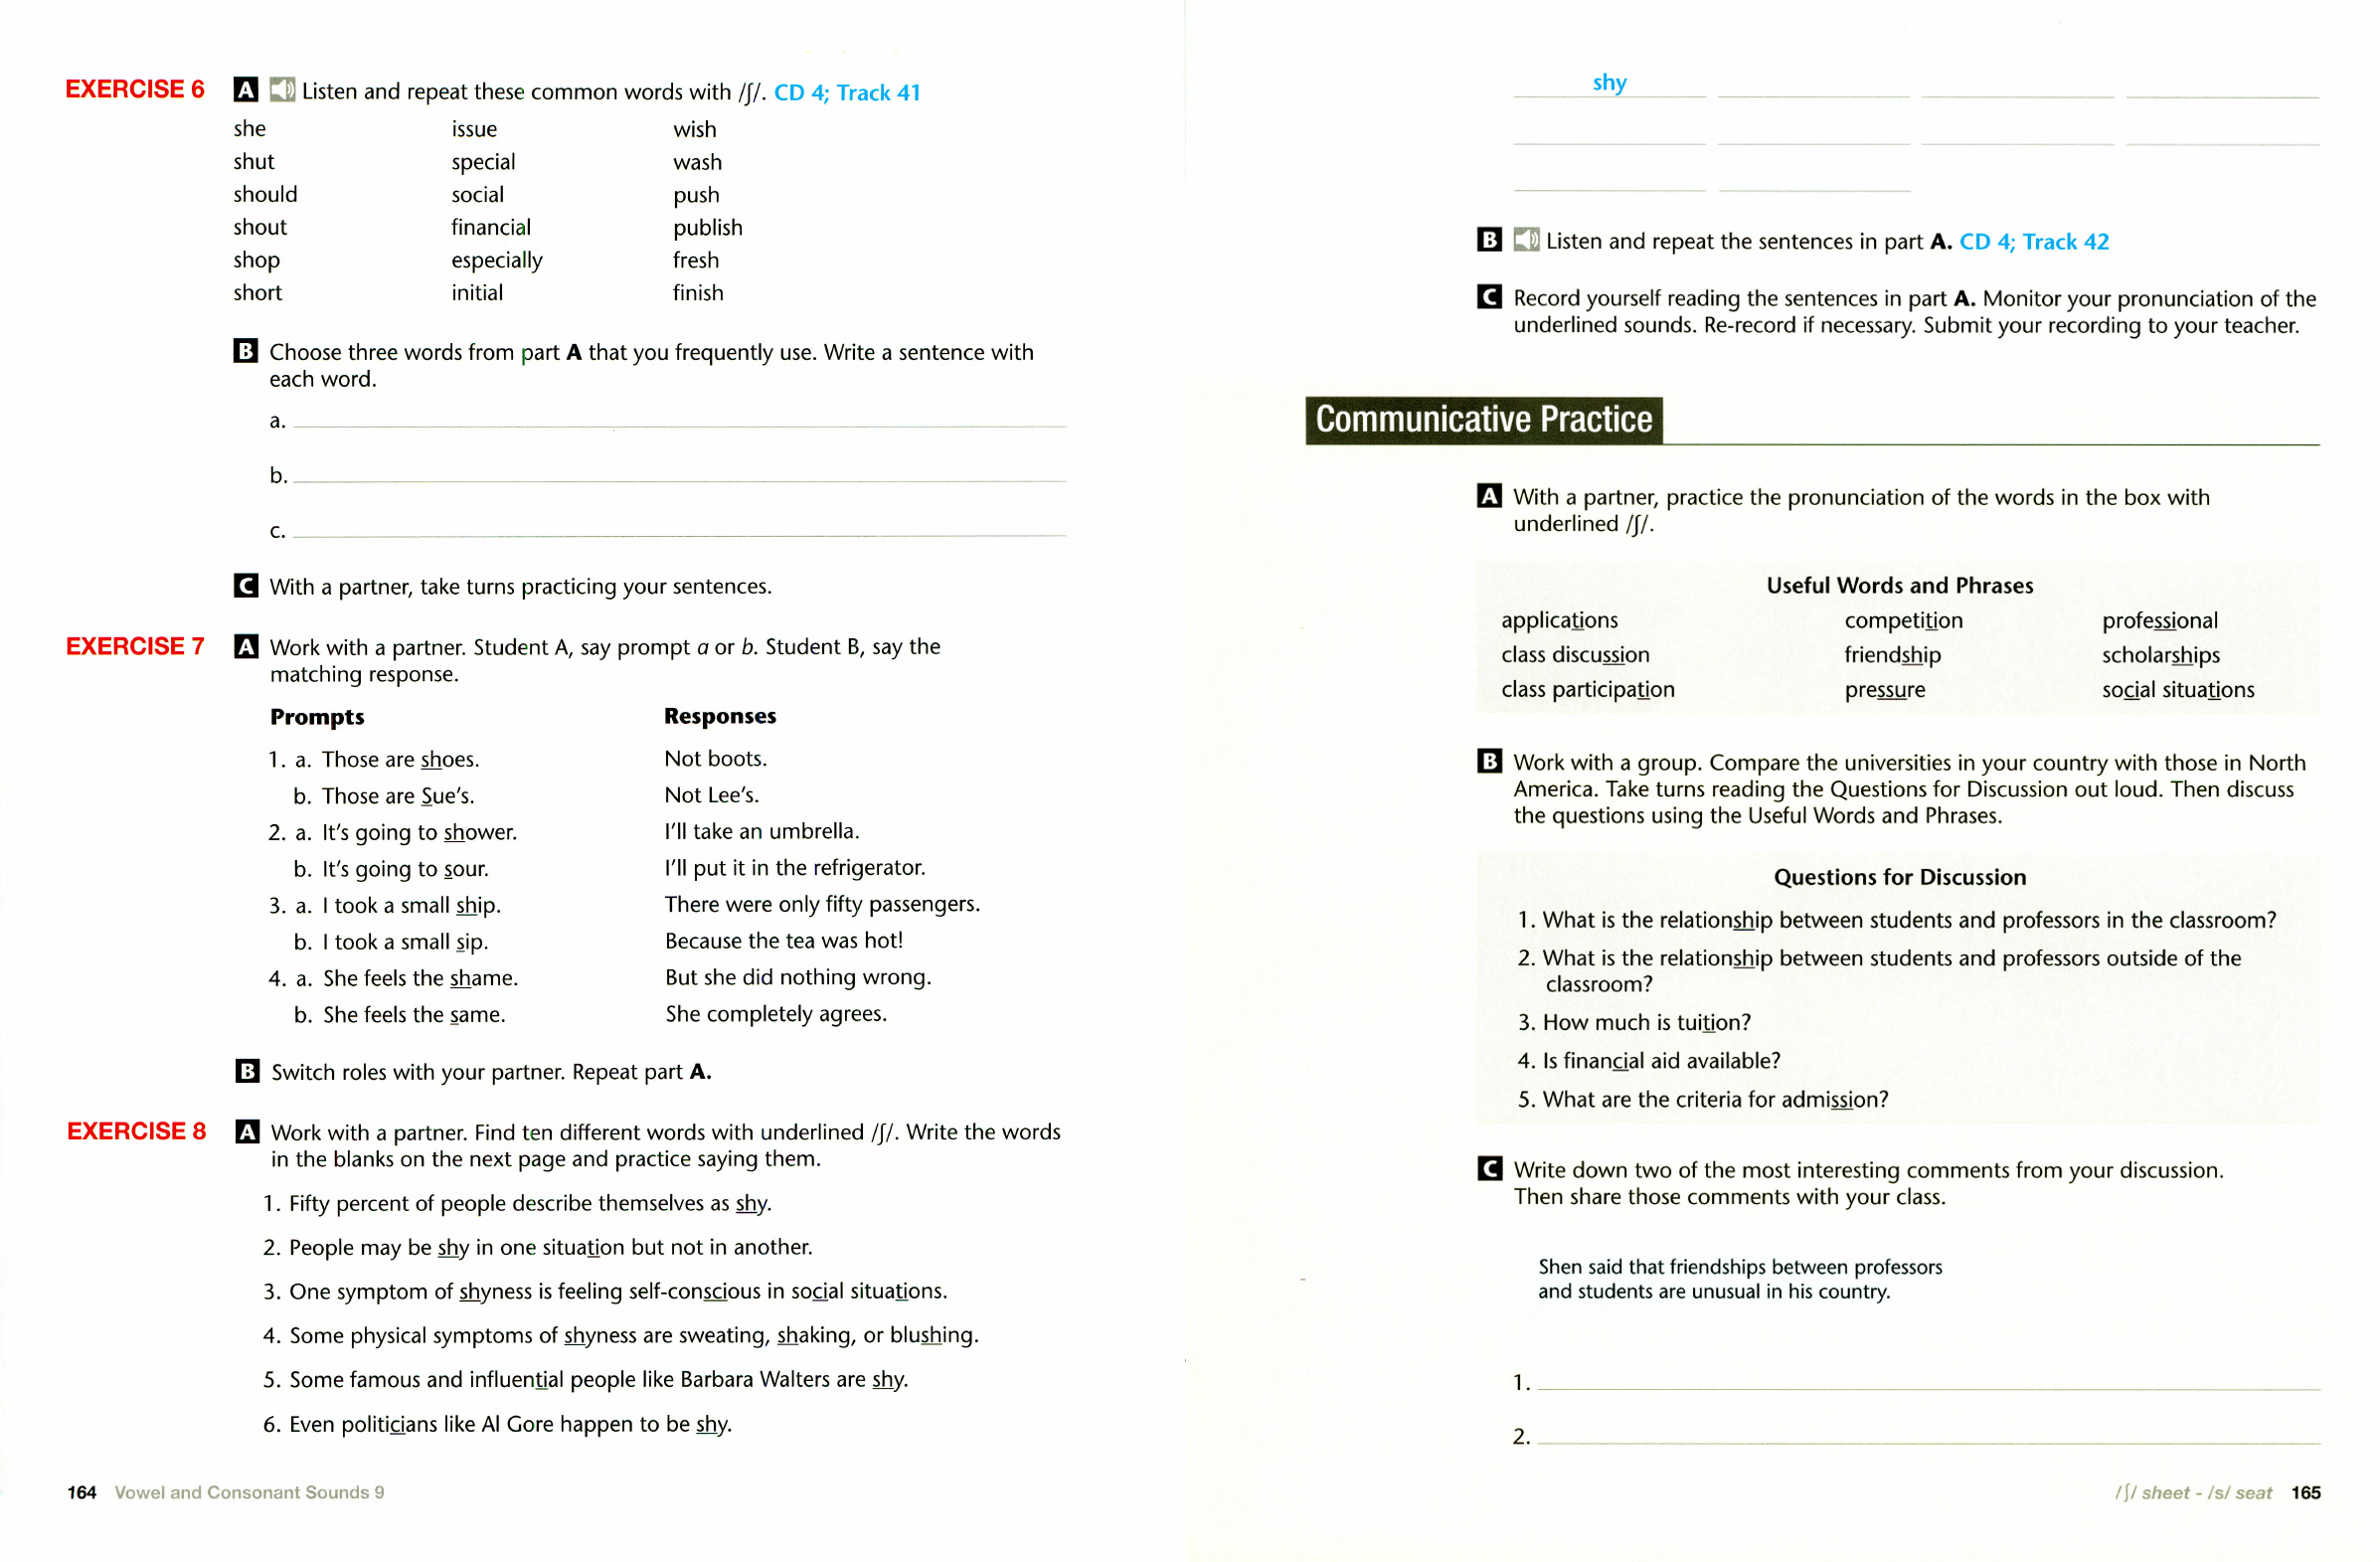 EXERCISE 6 A Listen and repeat these common words with /ʃ/. CD 4; Track 41
she issue wish
shut special wash
should social push
shout financial publish
shop especially fresh
short initial finish
B Choose three words from part A that you frequently use. Write a sentence with
each word.
a.
b.
c.
C With a partner, take turns practicing your sentences.
EXERCISE 7 A Work with a partner. Student A, say prompt a or b. Student B, say the
matching response.
Prompts Responses
1. a. Those are shoes. Not boots.
b. Those are Sue's. Not Lee's.
2. a. It's going to shower. I'll take an umbrella.
b. It's going to sour. I'll put it in the refrigerator.
3. a. I took a small ship. There were only fifty passengers.
b. I took a small sip. Because the tea was hot!
4. a. She feels the shame. But she did nothing wrong.
b. She feels the same. She completely agrees.
B Switch roles with your partner. Repeat part A.
EXERCISE 8 A Work with a partner. Find ten different words with underlined /ʃ/. Write the words
in the blanks on the next page and practice saying them.
1. Fifty percent of people describe themselves as shy.
2. People may be shy in one situation but not in another.
3. One symptom of shyness is feeling self-conscious in social situations.
4. Some physical symptoms of shyness are sweating, shaking, or blushing.
5. Some famous and influential people like Barbara Walters are shy.
6. Even politicians like Al Gore happen to be shy.
164 Vowel and Consonant Sounds 9
shy
B Listen and repeat the sentences in part A. CD 4; Track 42
C Record yourself reading the sentences in part A. Monitor your pronunciation of the
underlined sounds. Re-record if necessary. Submit your recording to your teacher.
Communicative Practice
A With a partner, practice the pronunciation of the words in the box with
underlined /ʃ/.
Useful Words and Phrases
applications competition professional
class discussion friendship scholarships
class participation pressure social situations
B Work with a group. Compare the universities in your country with those in North
America. Take turns reading the Questions for Discussion out loud. Then discuss
the questions using the Useful Words and Phrases.
Questions for Discussion
1. What is the relationship between students and professors in the classroom?
2. What is the relationship between students and professors outside of the
classroom?
3. How much is tuition?
4. Is financial aid available?
5. What are the criteria for admission?
C Write down two of the most interesting comments from your discussion.
Then share those comments with your class.
Shen said that friendships between professors
and students are unusual in his country.
1.
2.
/ʃ/ sheet - /s/ seat 165